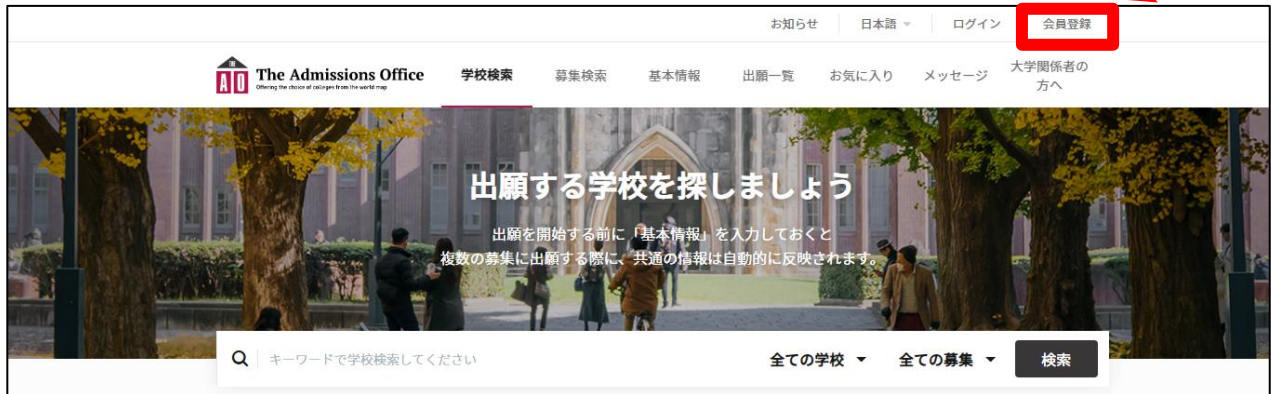 お知らせ 日本語 ログイン 会員登録
THE
AO The Admissions Office 学校検索 募集検索 基本情報 出願一覧 お気に入り メッセージ 大学関係者の
方へ
Offering the choice of colleges from the world map
出願する学校を探しましょう
出願を開始する前に「基本情報」を入力しておくと
複数の募集に出願する際に、共通の情報は自動的に反映されます。
キーワードで学校検索してください 全ての学校 全ての募集 検索